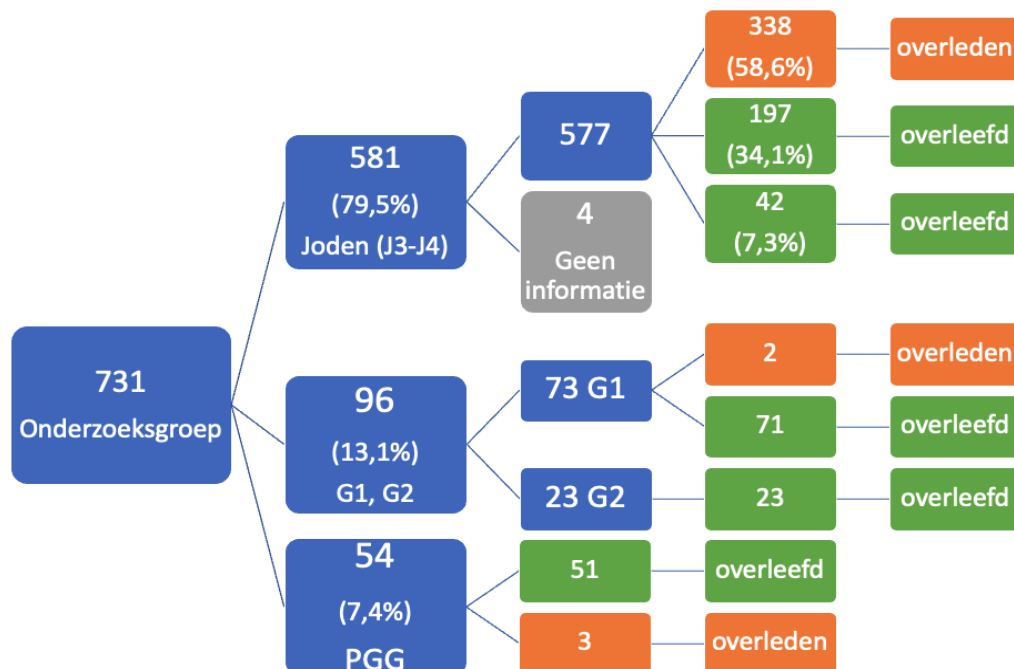 731
Onderzoeksgroep
581
(79,5%)
Joden (J3-J4)
577
4
Geen
informatie
338
(58,6%)
overleden
197
(34,1%)
overleefd
42
(7,3%)
overleefd
96
(13,1%)
G1, G2
73 G1
2
overleden
71
overleefd
23 G2
23
overleefd
54
(7,4%)
PGG
51
overleefd
3
overleden